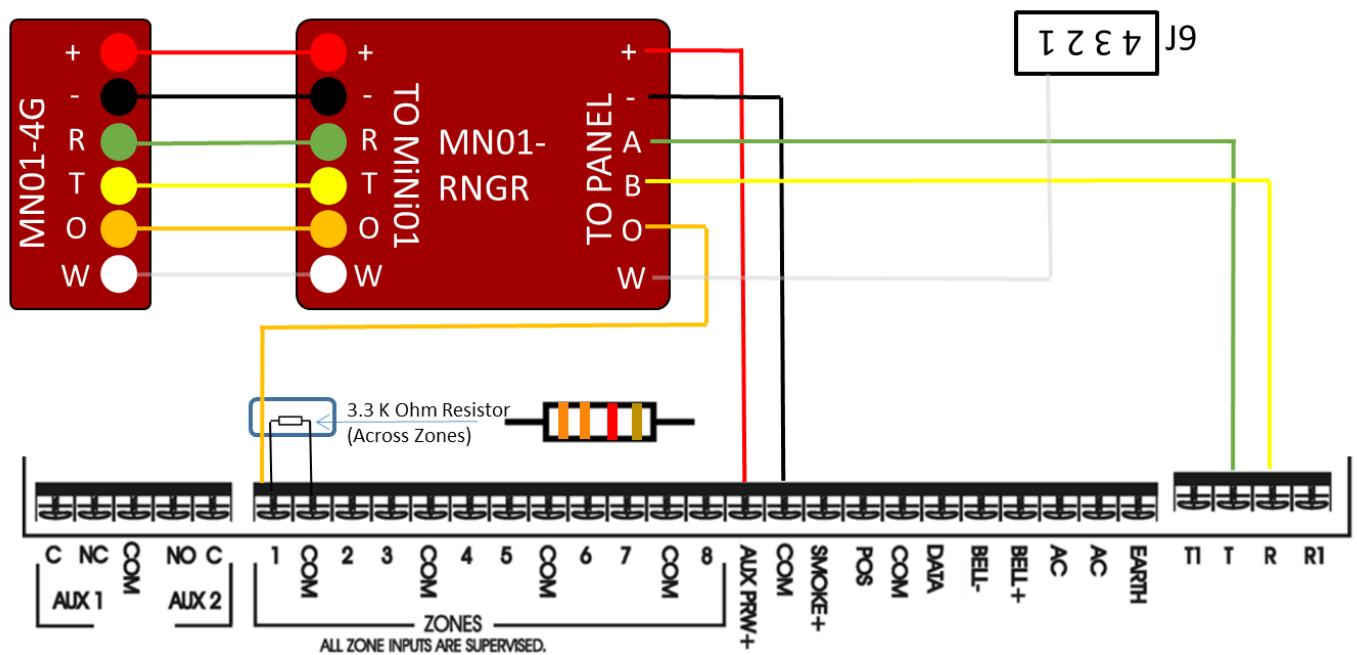 MN01-4G
+
-
R
T
O
W
+
-
R
T
O
W
TO MiNi01
MN01-
RNGR
TO PANEL
+
-
A
B
O
W
1 2 3 4
J9
3.3 K Ohm Resistor
(Across Zones)
C NC COM NO C
AUX 1 AUX 2
1 COM 2 3 COM 4 5 COM 6 7 COM 8 AUX PRW+ COM SMOKE+ POS COM DATA BELL- BELL+ AC AC EARTH
T1 T R R1
ZONES
ALL ZONE INPUTS ARE SUPERVISED.